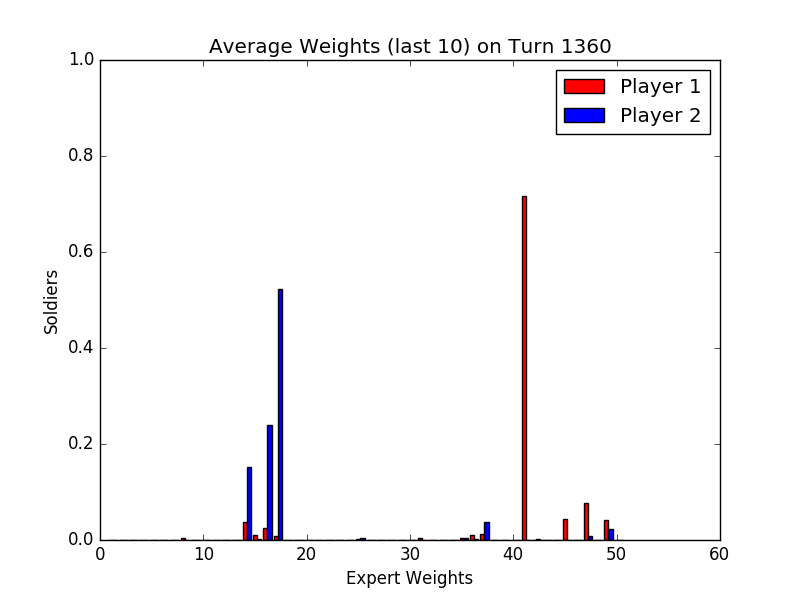 Average Weights (last 10) on Turn 1360
1.0
0.8
0.6
0.4
0.2
0.0
Soldiers
Player 1
Player 2
0 10 20 30 40 50 60
Expert Weights